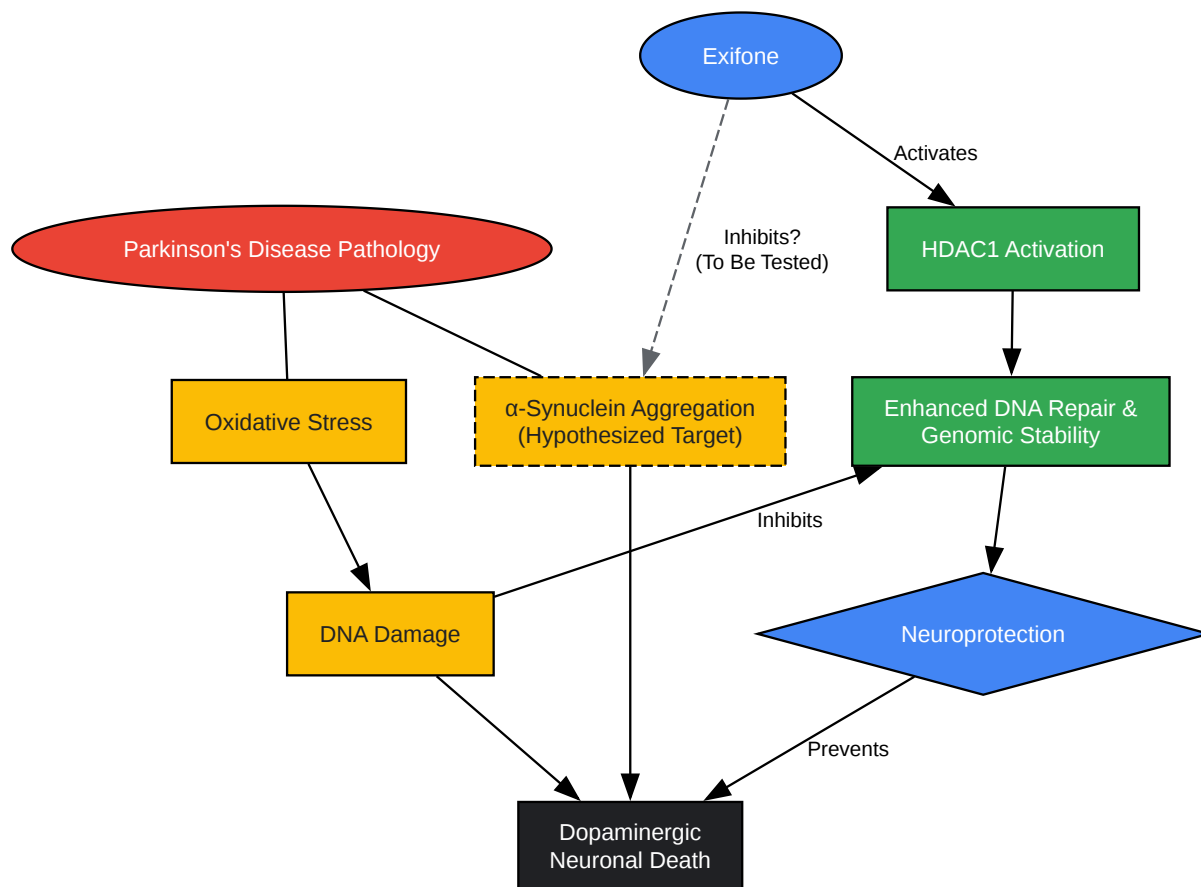 Exifone
Activates
Parkinson's Disease Pathology
Inhibits?
(To Be Tested)
HDAC1 Activation
Oxidative Stress
α-Synuclein Aggregation
(Hypothesized Target)
Enhanced DNA Repair &
Genomic Stability
Inhibits
DNA Damage
Neuroprotection
Prevents
Dopaminergic
Neuronal Death